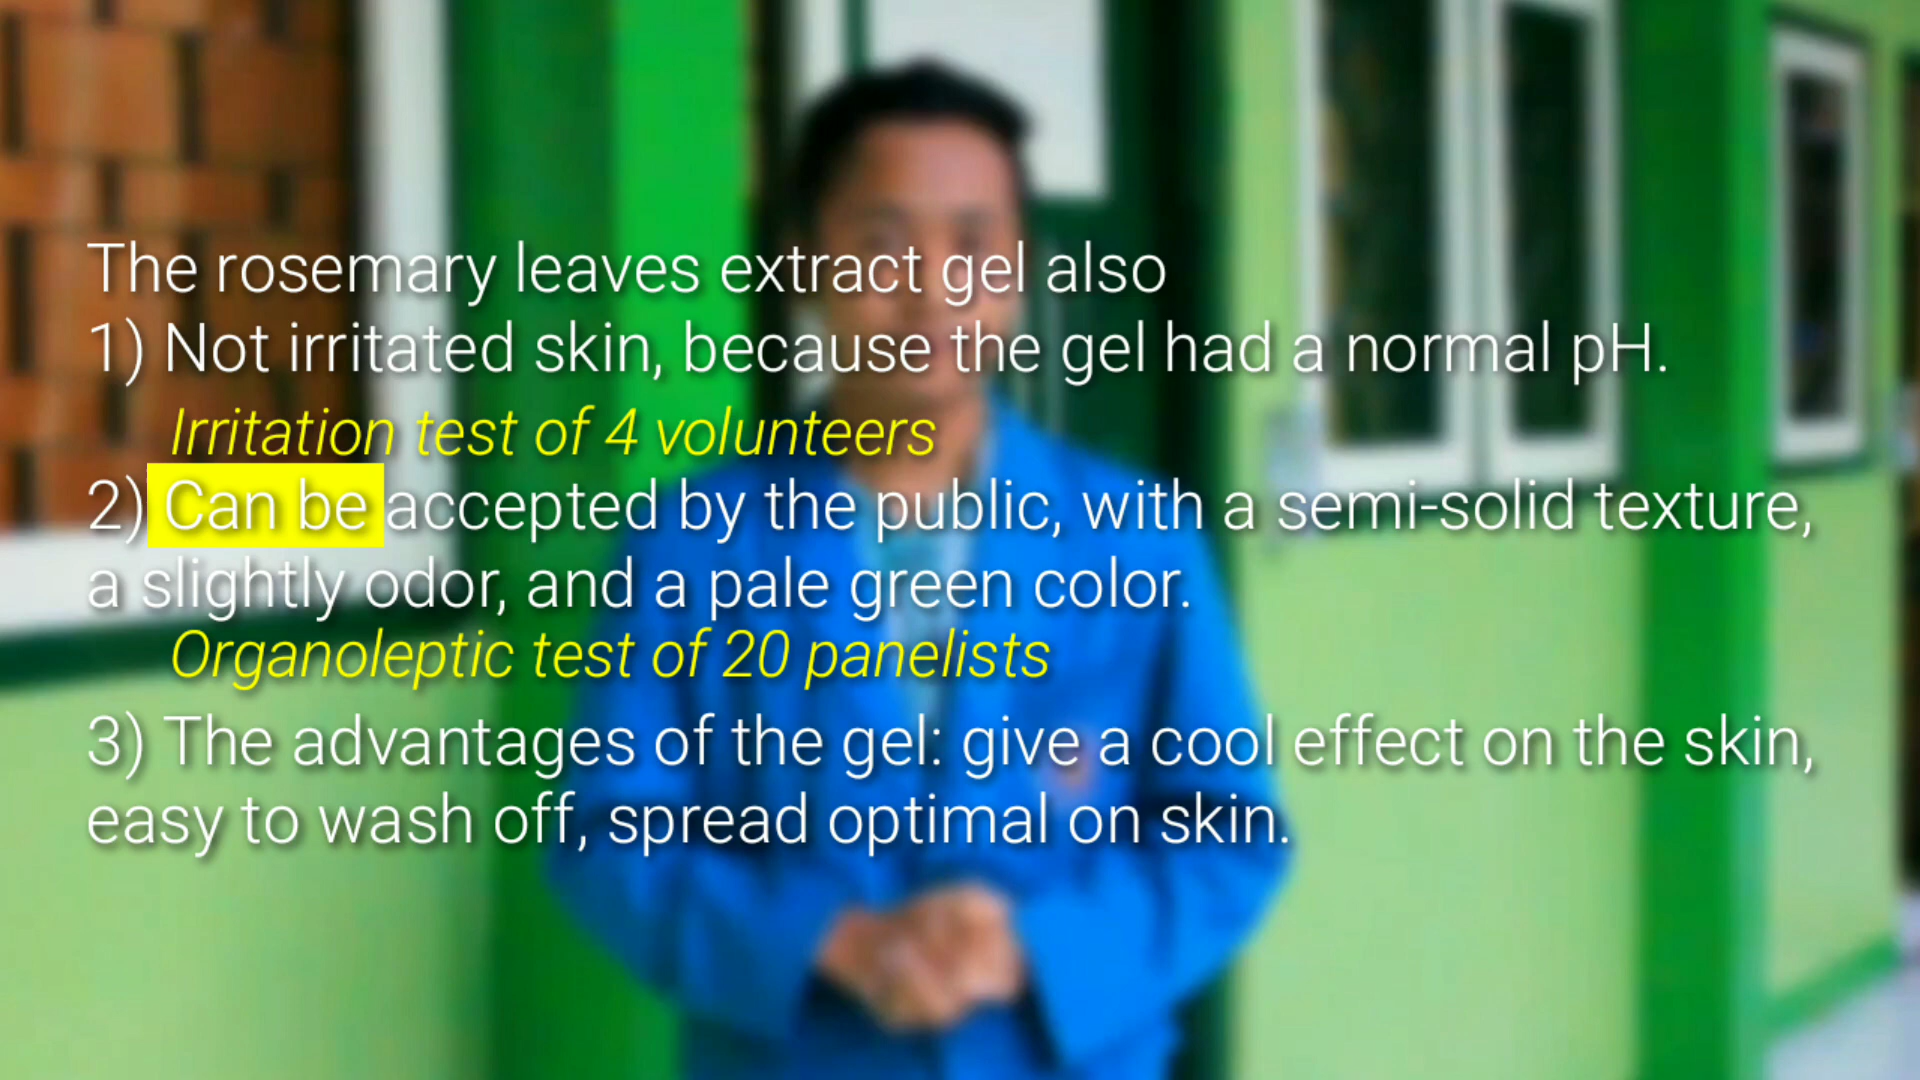 The rosemary leaves extract gel also
1) Not irritated skin, because the gel had a normal pH.
Irritation test of 4 volunteers
2) Can be accepted by the public, with a semi-solid texture,
a slightly odor, and a pale green color.
Organoleptic test of 20 panelists
3) The advantages of the gel: give a cool effect on the skin,
easy to wash off, spread optimal on skin.